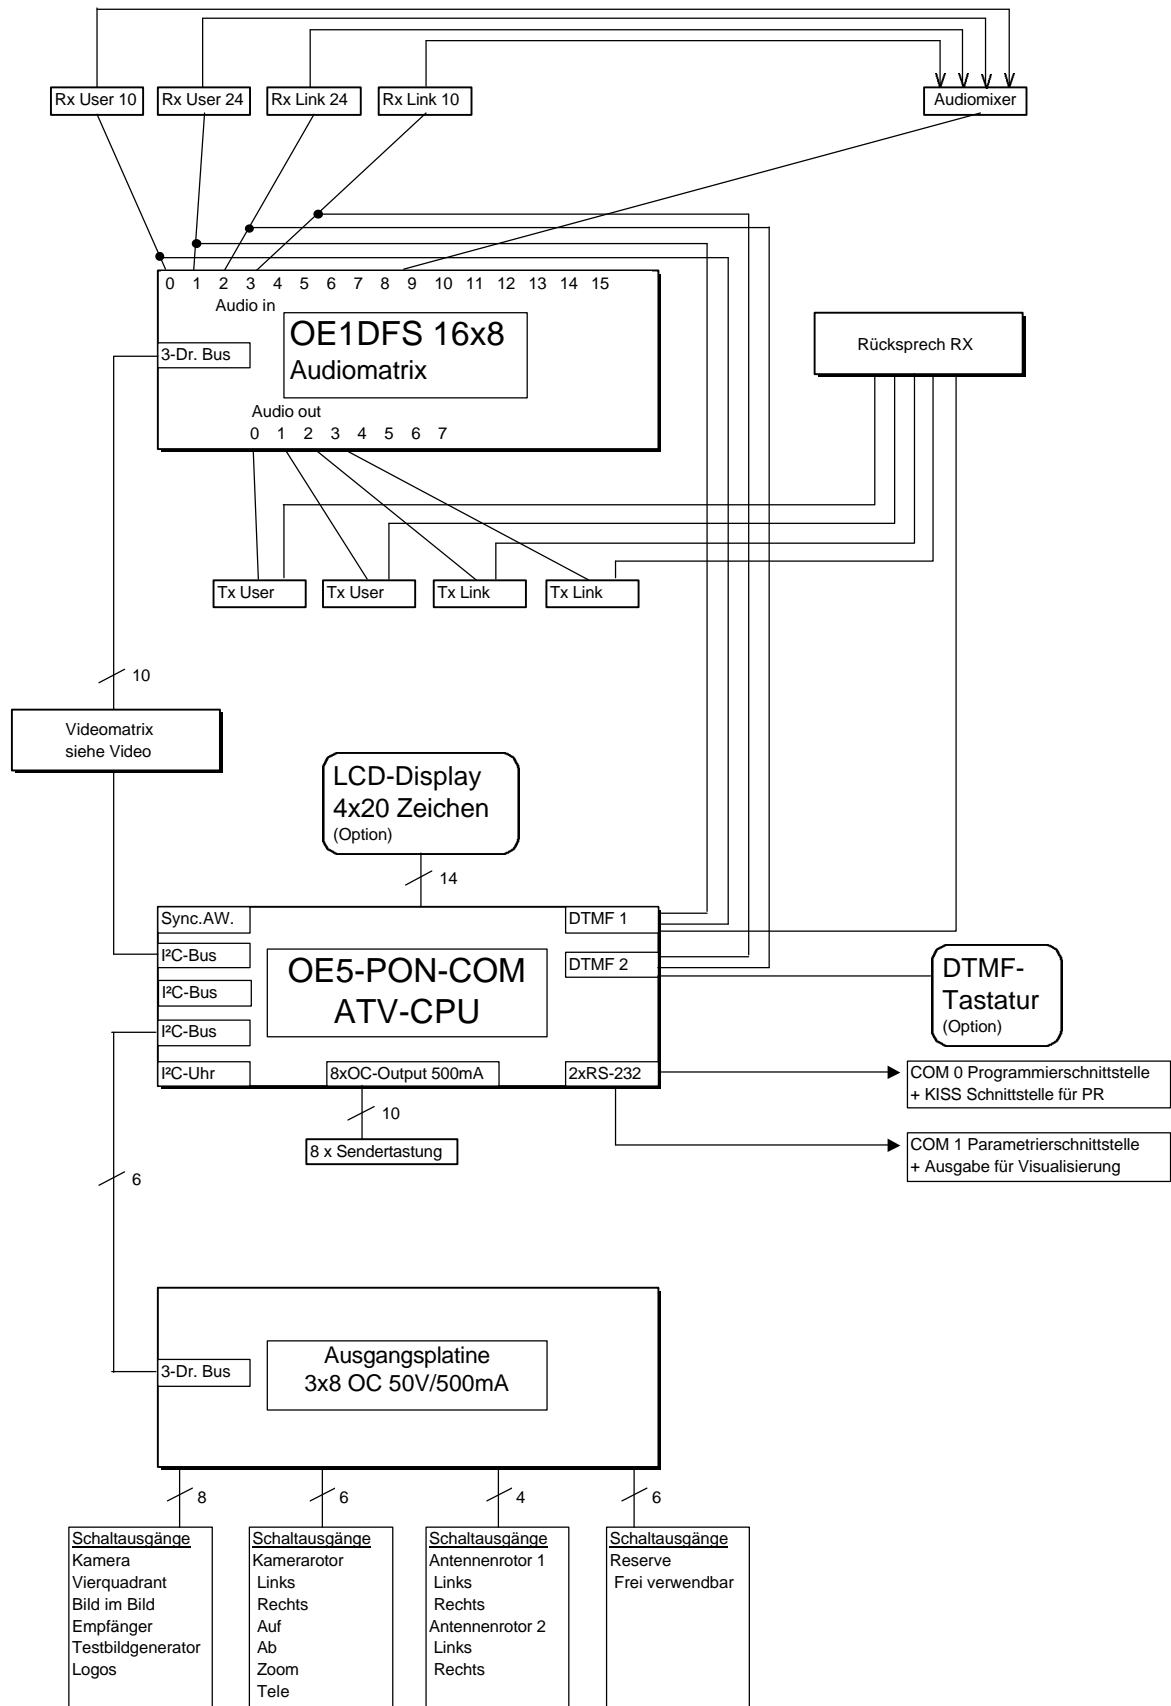 Rx User 10
Rx User 24
Rx Link 24
Rx Link 10
Audiomixer
0 1 2 3 4 5 6 7 8 9 10 11 12 13 14 15
Audio in
OE1DFS 16x8
Audiomatrix
3-Dr. Bus
Rücksprech RX
Audio out
0 1 2 3 4 5 6 7
Tx User
Tx User
Tx Link
Tx Link
10
Videomatrix
siehe Video
LCD-Display
4x20 Zeichen
(Option)
14
Sync.AW.
I²C-Bus
I²C-Bus
I²C-Bus
I²C-Uhr
OE5-PON-COM
ATV-CPU
DTMF 1
DTMF 2
8xOC-Output 500mA
2xRS-232
DTMF-
Tastatur
(Option)
COM 0 Programmierschnittstelle
+ KISS Schnittstelle für PR
10
8 x Sendertastung
COM 1 Parametrierschnittstelle
+ Ausgabe für Visualisierung
6
3-Dr. Bus
Ausgangsplatine
3x8 OC 50V/500mA
8
6
4
6
Schaltausgänge
Kamera
Vierquadrant
Bild im Bild
Empfänger
Testbildgenerator
Logos
Schaltausgänge
Kamerarotor
Links
Rechts
Auf
Ab
Zoom
Tele
Schaltausgänge
Antennenrotor 1
Links
Rechts
Antennenrotor 2
Links
Rechts
Schaltausgänge
Reserve
Frei verwendbar